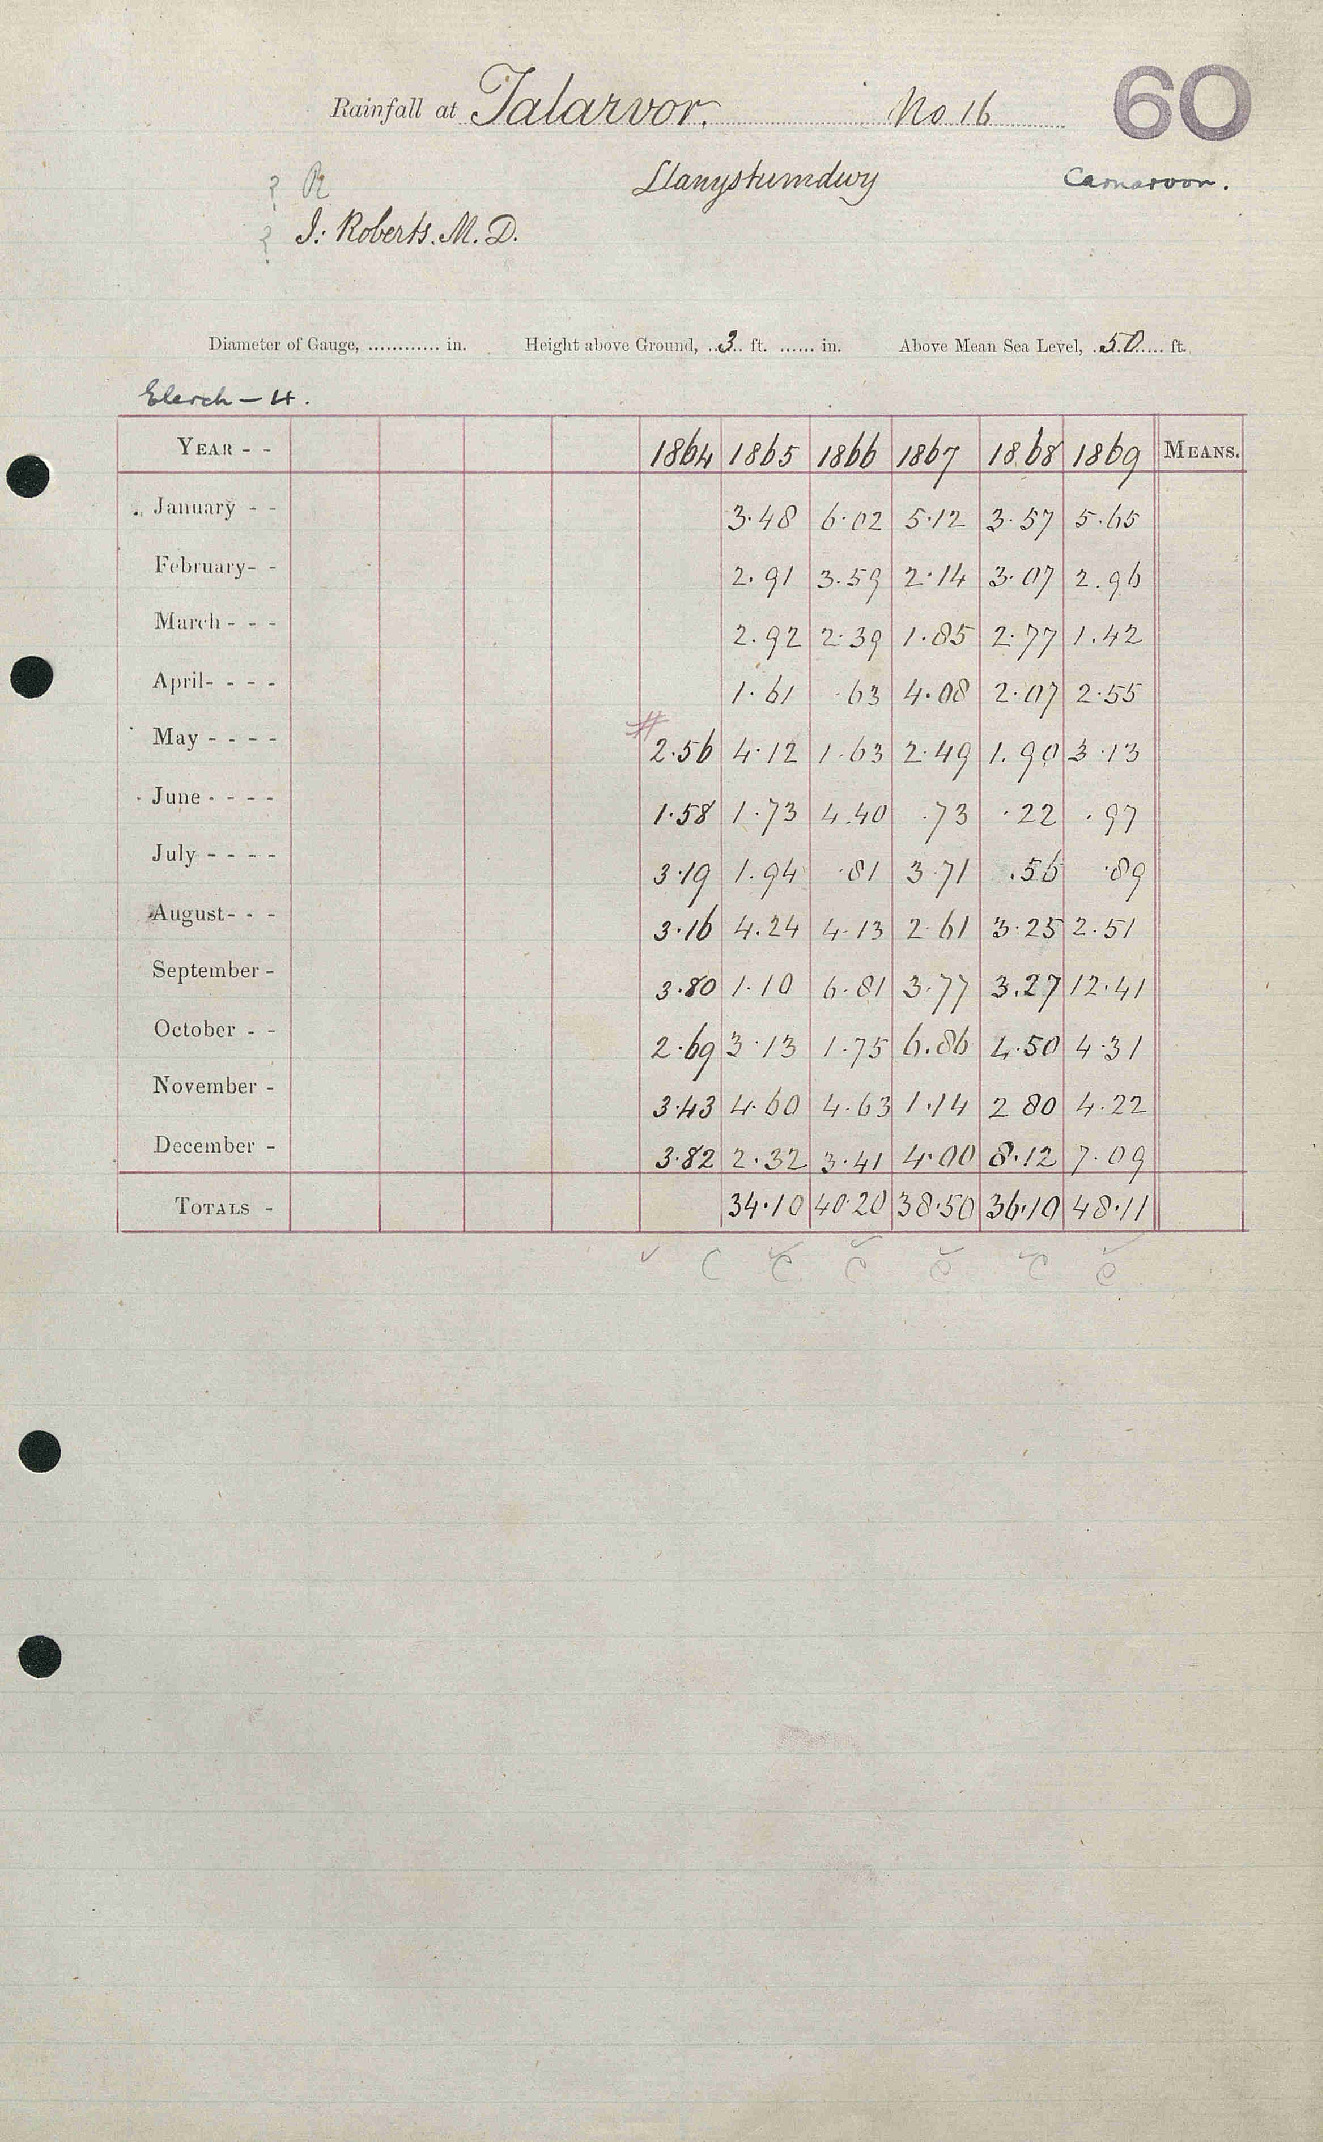 60
Rainfall at Talarvor. No 16
Llanystumdwy Carnarvon.
? R
? J: Roberts. M. D.
Diameter of Gauge, ............ in. Height above Ground, ..3.. ft. ...... in. Above Mean Sea Level, .50..... ft.
Elerch - 4.
YEAR - - 1864 1865 1866 1867 1868 1869 MEANS.
January - - 3.48 6.02 5.12 3.57 5.65
February- - 2.91 3.59 2.14 3.07 2.96
March - - - 2.92 2.39 1.85 2.77 1.42
April- - - - 1.61 .63 4.08 2.07 2.55
#
May - - - - 2.56 4.12 1.63 2.49 1.90 3.13
June - - - - 1.58 1.73 4.40 .73 .22 .97
July - - - - 3.19 1.94 .81 3.71 .56 .89
August- - - 3.16 4.24 4.13 2.61 3.25 2.51
September - 3.80 1.10 6.81 3.77 3.27 12.41
October - - 2.69 3.13 1.75 6.86 4.50 4.31
November - 3.43 4.60 4.63 1.14 2.80 4.22
December - 3.82 2.32 3.41 4.00 8.12 7.09
TOTALS - 34.10 40.20 38.50 36.10 48.11
✓ C C C C C C